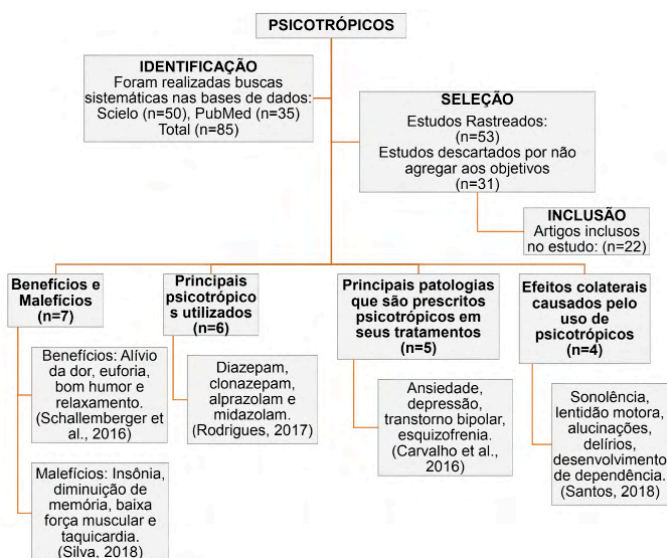 PSICOTRÓPICOS
IDENTIFICAÇÃO
Foram realizadas buscas
sistemáticas nas bases de dados:
Scielo (n=50), PubMed (n=35)
Total (n=85)
SELEÇÃO
Estudos Rastreados:
(n=53)
Estudos descartados por não
agregar aos objetivos
(n=31)
INCLUSÃO
Artigos inclusos
no estudo: (n=22)
Benefícios e
Malefícios
(n=7)
Benefícios: Alívio
da dor, euforia,
bom humor e
relaxamento.
(Schallemberger et
al., 2016)
Malefícios: Insônia,
diminuição de
memória, baixa
força muscular e
taquicardia.
(Silva, 2018)
Principais
psicotrópico
s utilizados
(n=6)
Diazepam,
clonazepam,
alprazolam e
midazolam.
(Rodrigues, 2017)
Principais patologias
que são prescritos
psicotrópicos em
seus tratamentos
(n=5)
Ansiedade,
depressão,
transtorno bipolar,
esquizofrenia.
(Carvalho et al.,
2016)
Efeitos colaterais
causados pelo
uso de
psicotrópicos
(n=4)
Sonolência,
lentidão motora,
alucinações,
delírios,
desenvolvimento
de dependência.
(Santos, 2018)